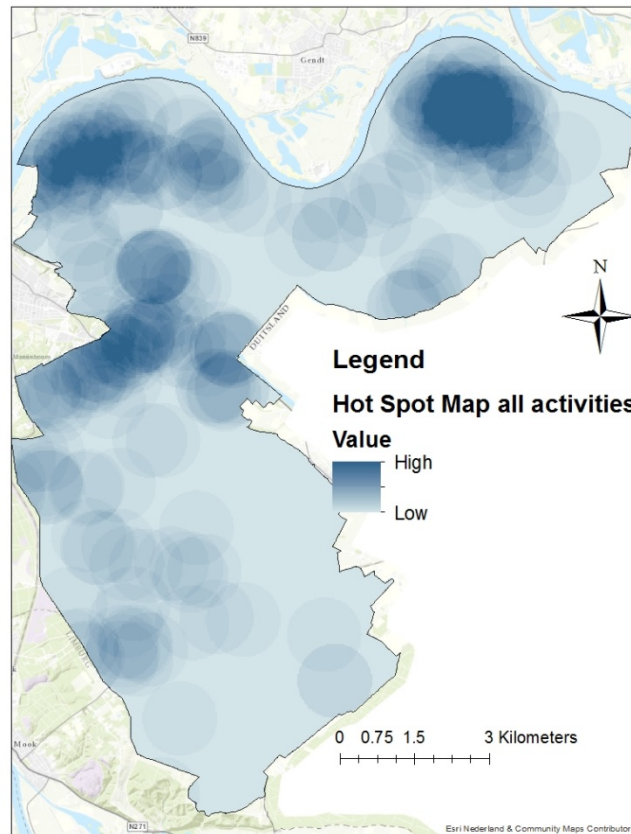 N839
Gendt
DUITSLAND
N
Legend
Hot Spot Map all activities
Value
High
Low
LIMBURG
0 0.75 1.5 3 Kilometers
Mook
N271
Esri Nederland & Community Maps Contributor